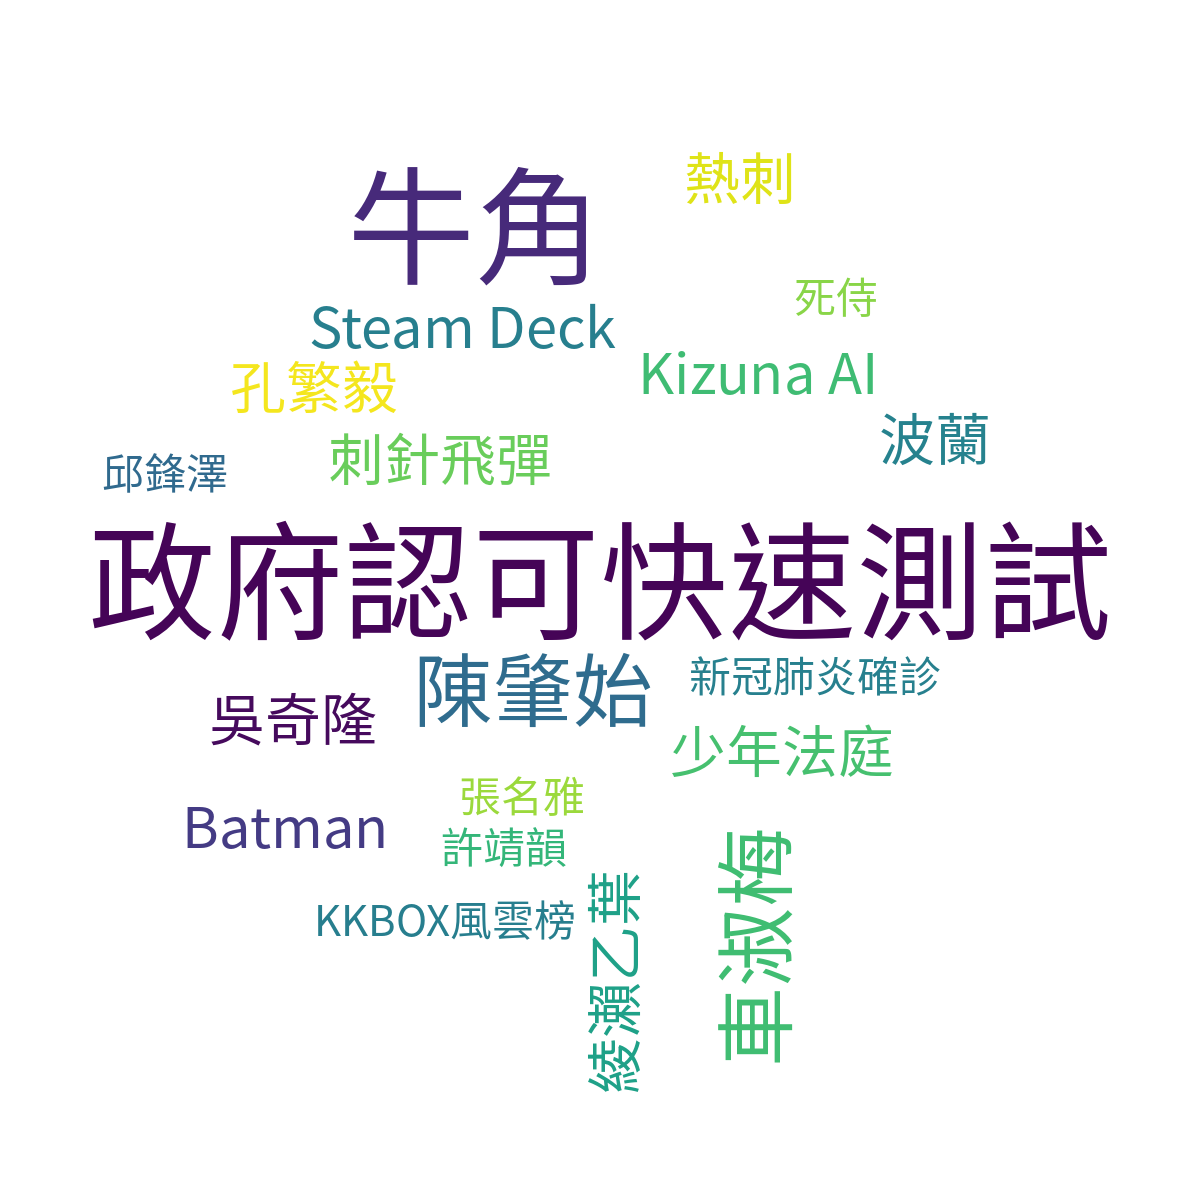 熱刺
牛角
死侍
Steam Deck
Kizuna AI
孔繁毅
波蘭
刺針飛彈
邱鋒澤
政府認可快速測試
新冠肺炎確診
陳肇始
吳奇隆
少年法庭
張名雅
Batman
許靖韻
KKBOX風雲榜
車淑梅
綾瀨乙葉